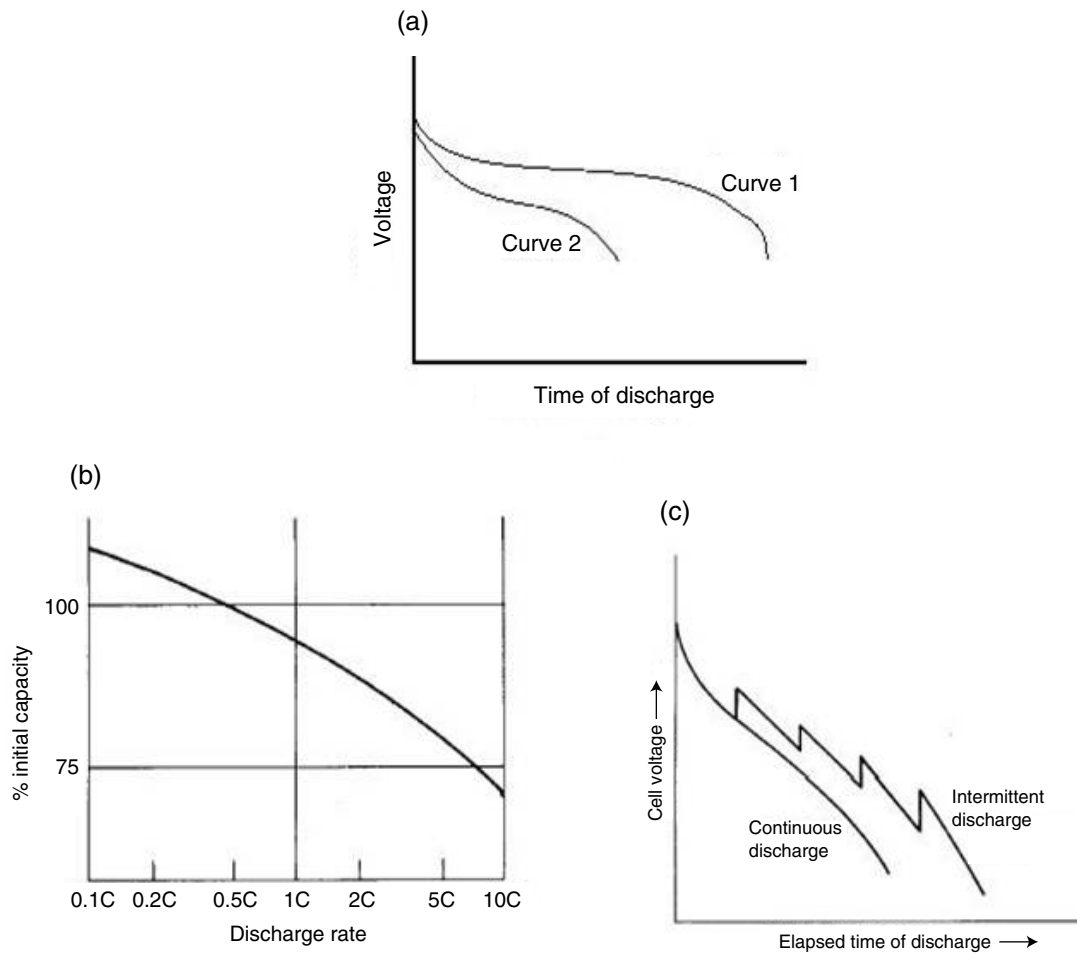 (a)
Voltage
Curve 1
Curve 2
Time of discharge
(b)
% initial capacity
100
75
0.1C 0.2C 0.5C 1C 2C 5C 10C
Discharge rate
(c)
Cell voltage
Continuous
discharge
Intermittent
discharge
Elapsed time of discharge